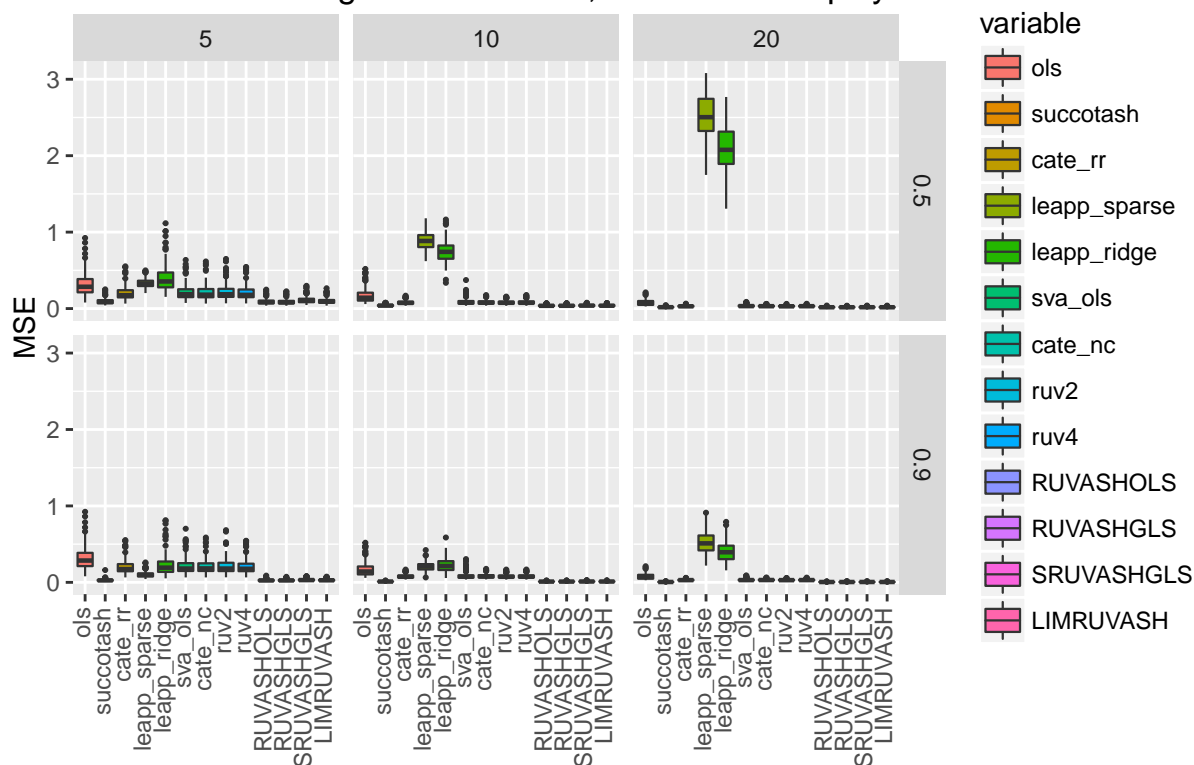 variable
5
10
20
3
2
1
0
0.5
MSE
3
2
1
0
0.9
ols
succotash
cate_rr
leapp_sparse
leapp_ridge
sva_ols
cate_nc
ruv2
ruv4
RUVASHOLS
RUVASHGLS
SRUVASHGLS
LIMRUVASH
ols
succotash
cate_rr
leapp_sparse
leapp_ridge
sva_ols
cate_nc
ruv2
ruv4
RUVASHOLS
RUVASHGLS
SRUVASHGLS
LIMRUVASH
ols
succotash
cate_rr
leapp_sparse
leapp_ridge
sva_ols
cate_nc
ruv2
ruv4
RUVASHOLS
RUVASHGLS
SRUVASHGLS
LIMRUVASH
ols
succotash
cate_rr
leapp_sparse
leapp_ridge
sva_ols
cate_nc
ruv2
ruv4
RUVASHOLS
RUVASHGLS
SRUVASHGLS
LIMRUVASH